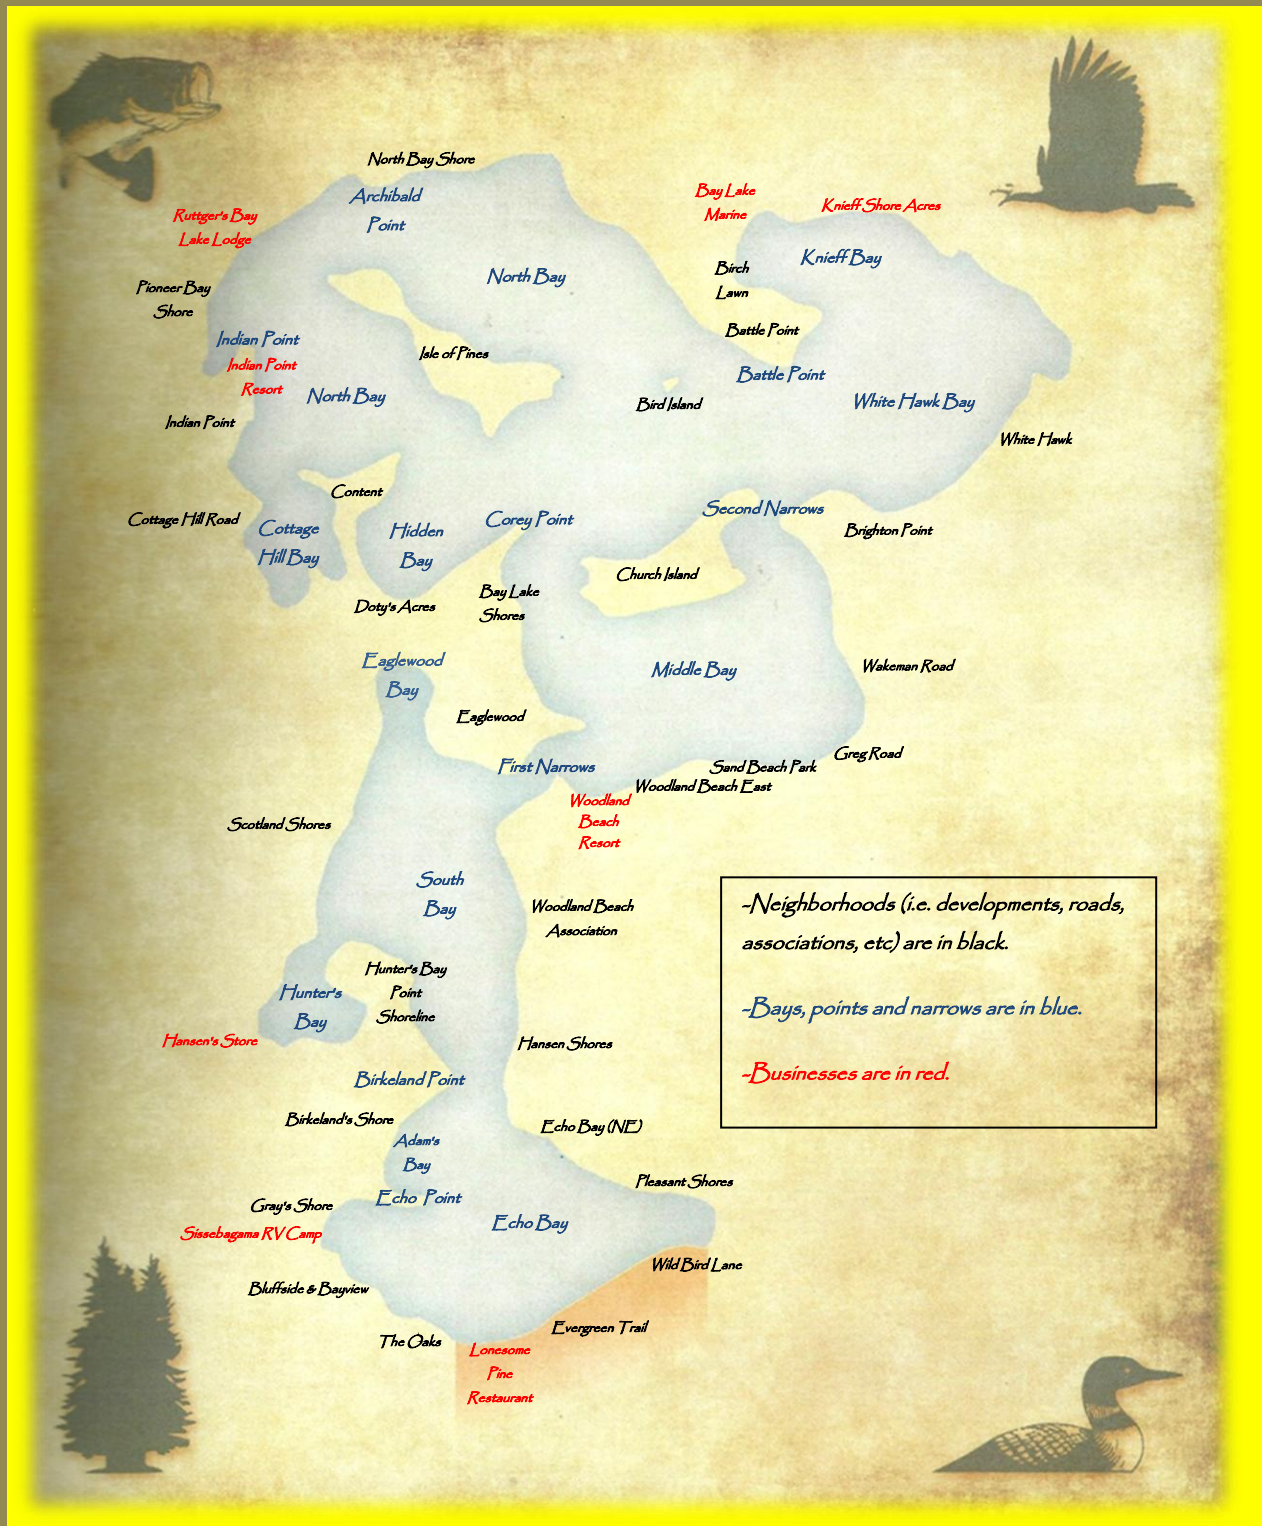 North Bay Shore
Archibald
Point
Bay Lake
Marine
Knieff Shore Acres
Ruttger's Bay
Lake Lodge
Birch
Lawn
Knieff Bay
North Bay
Pioneer Bay
Shore
Battle Point
Indian Point
Indian Point
Resort
Isle of Pines
North Bay
Battle Point
Bird Island
White Hawk Bay
Indian Point
White Hawk
Content
Cottage Hill Road
Cottage
Hill Bay
Hidden
Bay
Corey Point
Second Narrows
Brighton Point
Church Island
Doty's Acres
Bay Lake
Shores
Eaglewood
Bay
Middle Bay
Wakeman Road
Eaglewood
First Narrows
Greg Road
Sand Beach Park
Woodland Beach East
Woodland
Beach
Resort
Scotland Shores
South
Bay
Woodland Beach
Association
-Neighborhoods (i.e. developments, roads,
associations, etc) are in black.
-Bays, points and narrows are in blue.
-Businesses are in red.
Hunter's Bay
Point
Shoreline
Hunter's
Bay
Hansen's Store
Hansen Shores
Birkeland Point
Birkeland's Shore
Adam's
Bay
Echo Bay (NE)
Pleasant Shores
Echo Point
Gray's Shore
Sissebagama RV Camp
Echo Bay
Wild Bird Lane
Bluffside & Bayview
Evergreen Trail
The Oaks
Lonesome
Pine
Restaurant